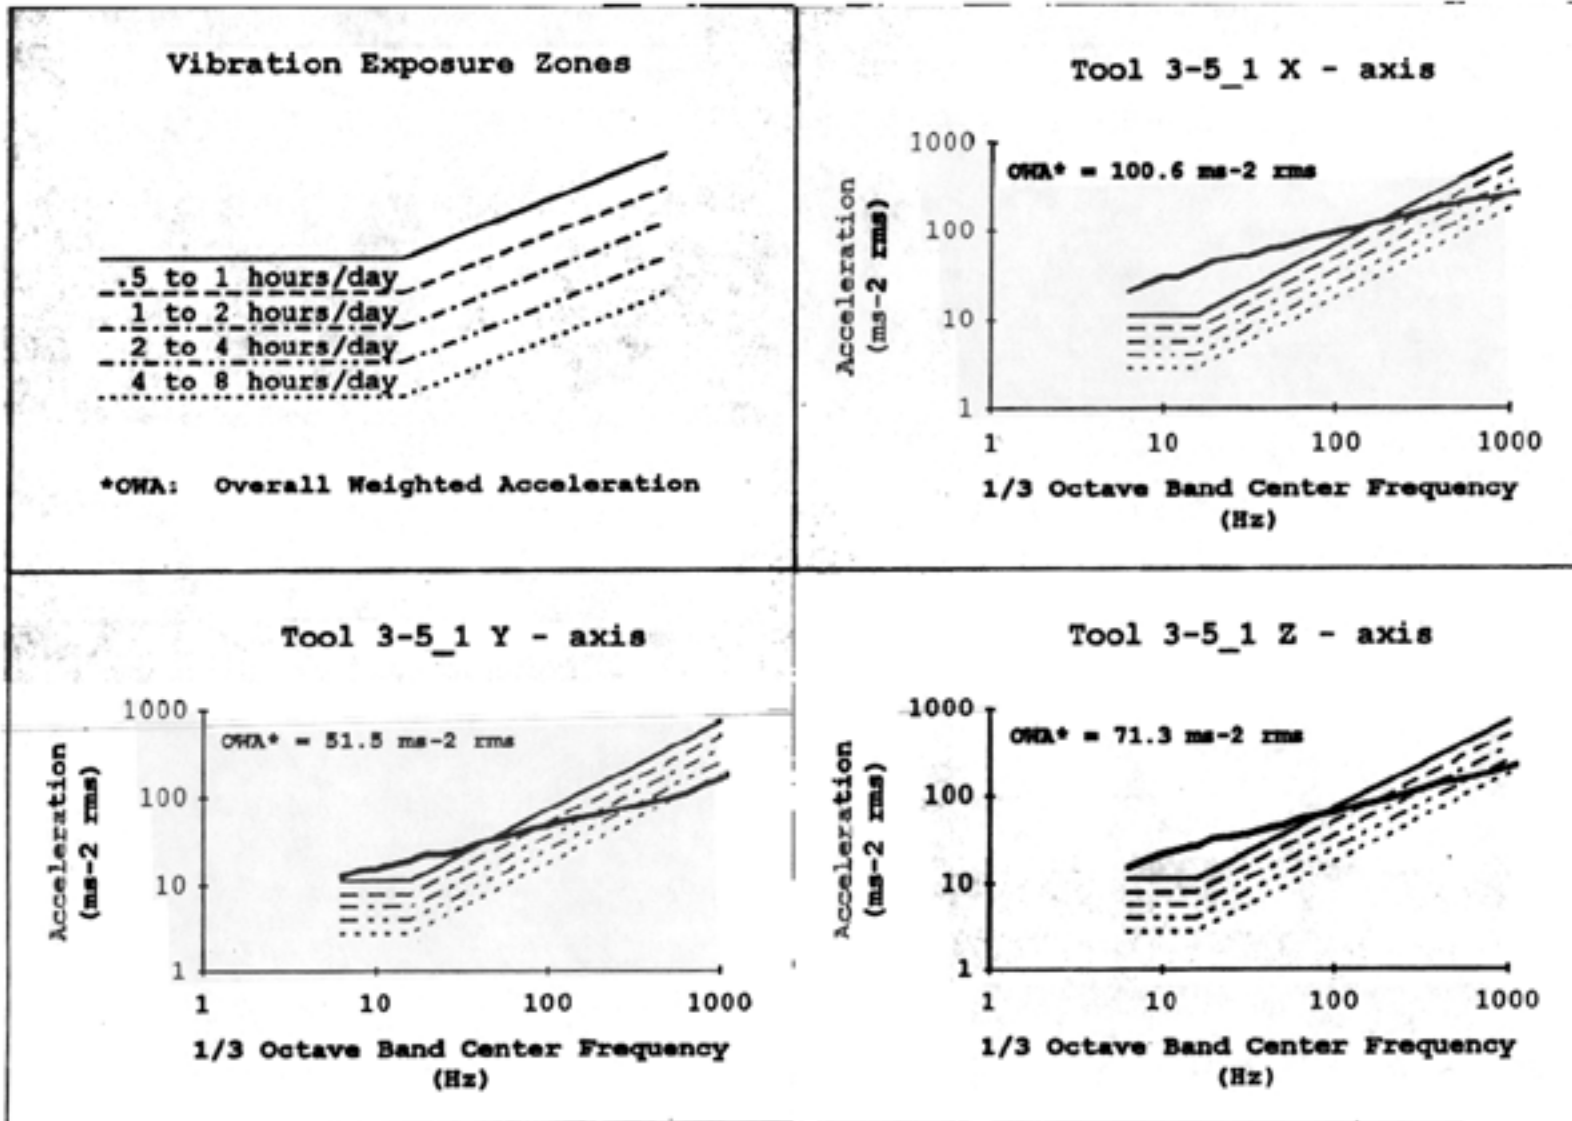 Vibration Exposure Zones
.5 to 1 hours/day
1 to 2 hours/day
2 to 4 hours/day
4 to 8 hours/day
*OWA: Overall Weighted Acceleration
Tool 3-5_1 X - axis
OWA* = 100.6 ms-2 rms
Acceleration
(ms-2 rms)
1000
100
10
1
1 10 100 1000
1/3 Octave Band Center Frequency
(Hz)
Tool 3-5_1 Y - axis
OWA* = 51.5 ms-2 rms
Acceleration
(ms-2 rms)
1000
100
10
1
1 10 100 1000
1/3 Octave Band Center Frequency
(Hz)
Tool 3-5_1 Z - axis
OWA* = 71.3 ms-2 rms
Acceleration
(ms-2 rms)
1000
100
10
1
1 10 100 1000
1/3 Octave Band Center Frequency
(Hz)